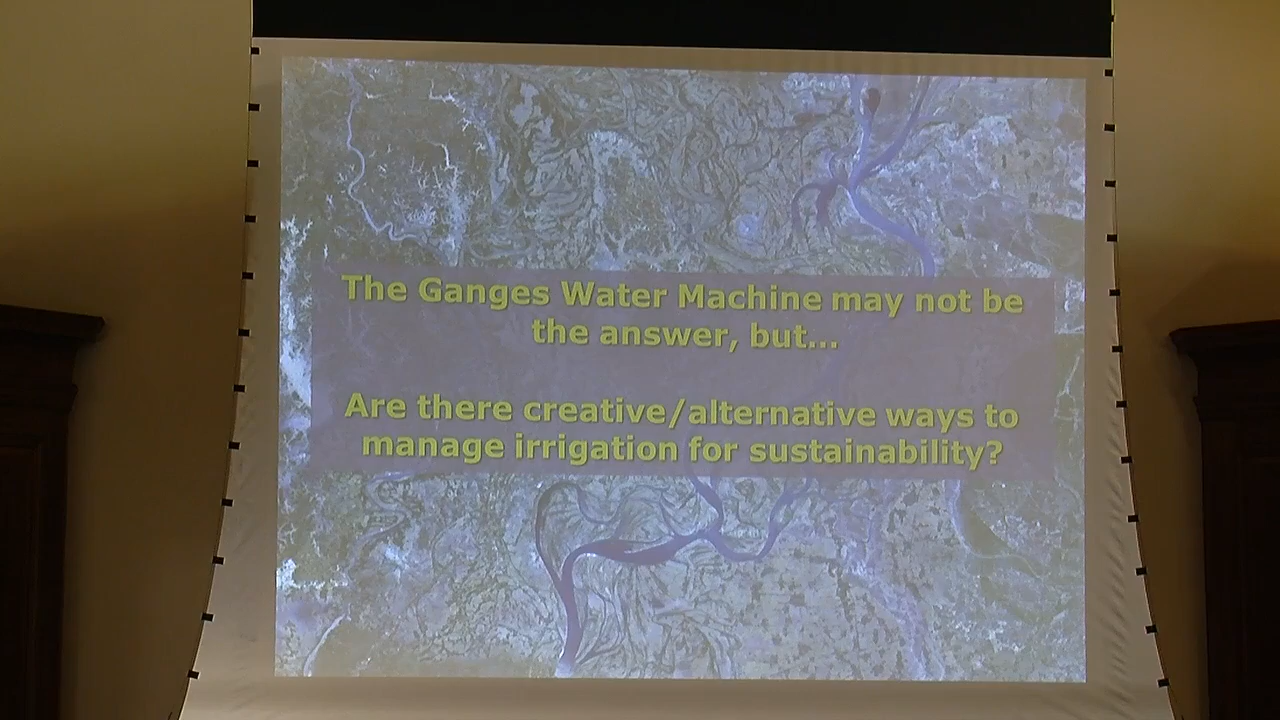 The Ganges Water Machine may not be
the answer, but...
Are there creative/alternative ways to
manage irrigation for sustainability?